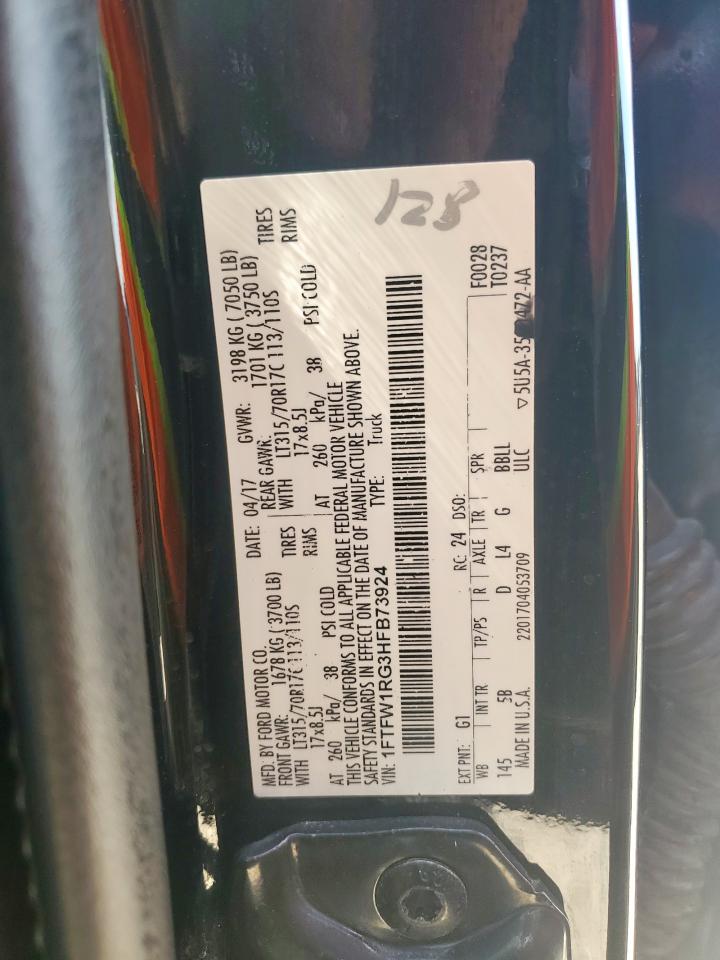 128
MFD. BY FORD MOTOR CO. DATE: 04/17 GVWR: 3198 KG ( 7050 LB)
FRONT GAWR: 1678 KG (3700 LB) REAR GAWR: 1701 KG ( 3750 LB)
WITH LT315/70R17C 113/110S TIRES WITH LT315/70R17C 113/110S TIRES
17x8.5J RIMS 17x8.5J RIMS
AT 260 kPa/ 38 PSI COLD AT 260 kPa/ 38 PSI COLD
THIS VEHICLE CONFORMS TO ALL APPLICABLE FEDERAL MOTOR VEHICLE
SAFETY STANDARDS IN EFFECT ON THE DATE OF MANUFACTURE SHOWN ABOVE.
VIN: 1FTFW1RG3HFB73924 TYPE: Truck
EXT PNT: G1 RC: 24 DSO: F0028
WB INT TR TP/PS R AXLE TR SPR T0237
145 5B D L4 G BBLL
MADE IN U.S.A. 2201704053709 ULC